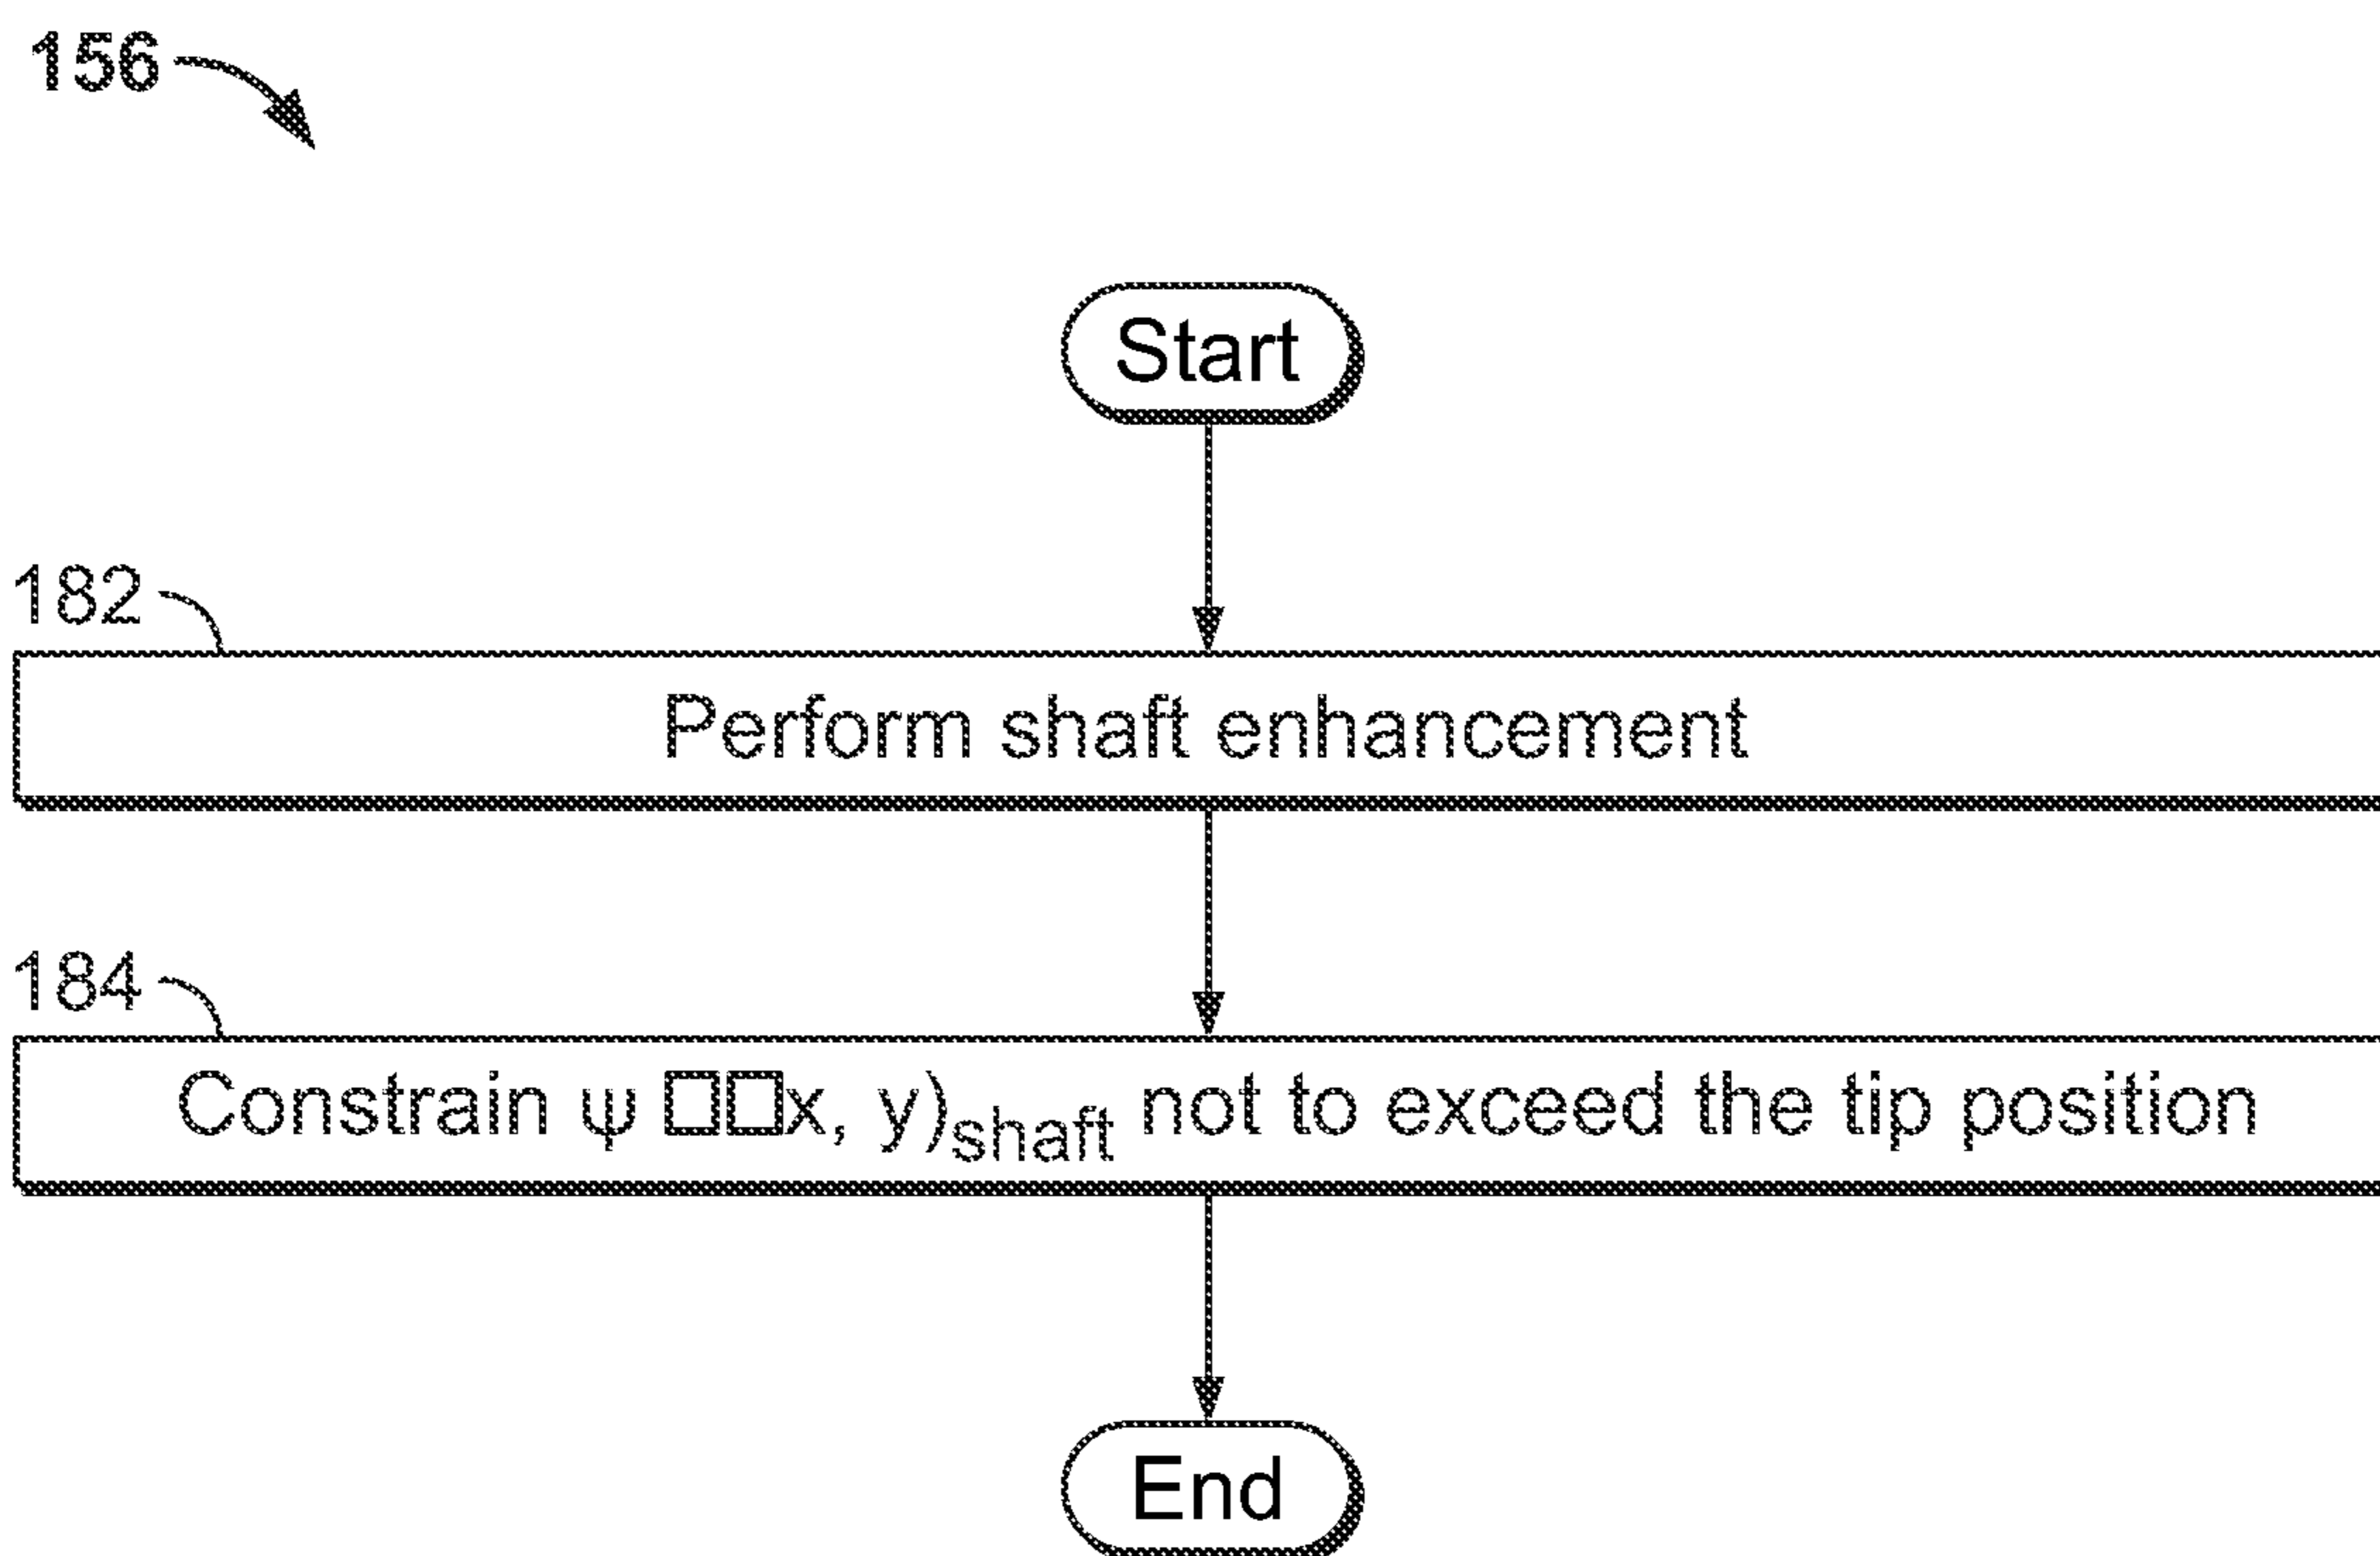 156
Start
182
Perform shaft enhancement
184
Constrain ψ □□x, y)shaft not to exceed the tip position
End